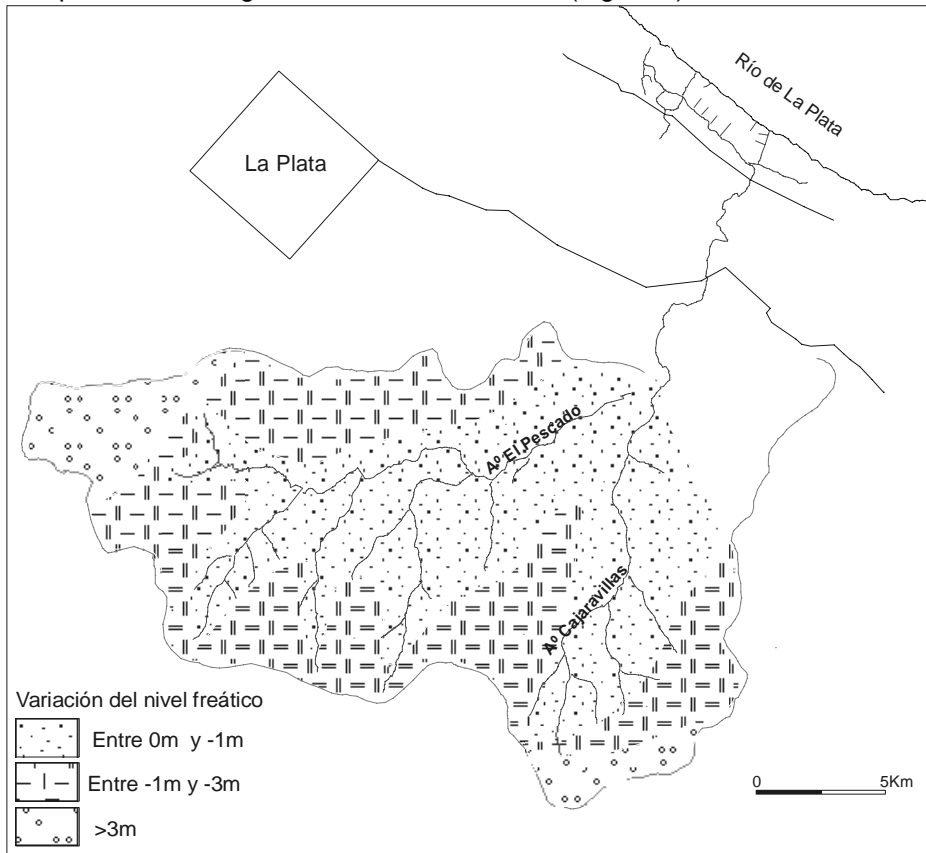 Río de La Plata
La Plata
Aº El Pescado
Aº Cajaravillas
Variación del nivel freático
Entre 0m y -1m
Entre -1m y -3m
>3m
0 5Km